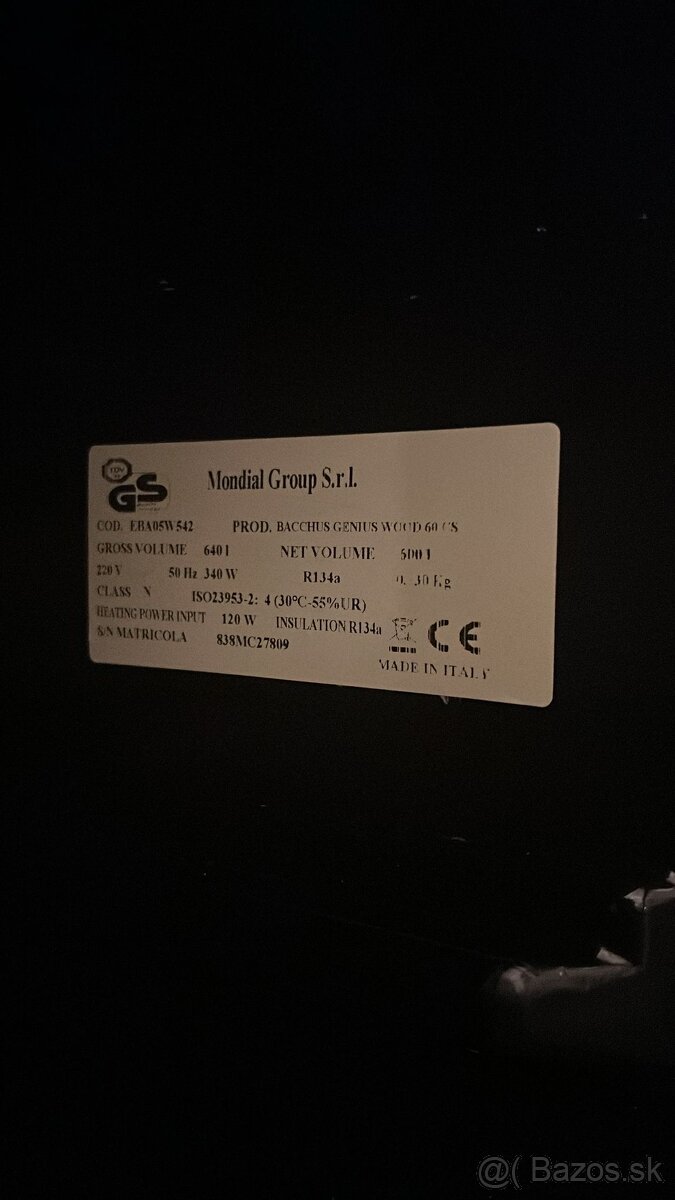 TÜV
GS
Mondial Group S.r.l.
COD. EBA05W542 PROD. BACCHUS GENIUS WOOD 60 CS
GROSS VOLUME 640 l NET VOLUME 500 l
220 V 50 Hz 340 W R134a 0. 30 Kg
CLASS N ISO23953-2: 4 (30°C-55%UR)
HEATING POWER INPUT 120 W INSULATION R134a
S/N MATRICOLA 838MC27809
CE
MADE IN ITALY
@( Bazos.sk